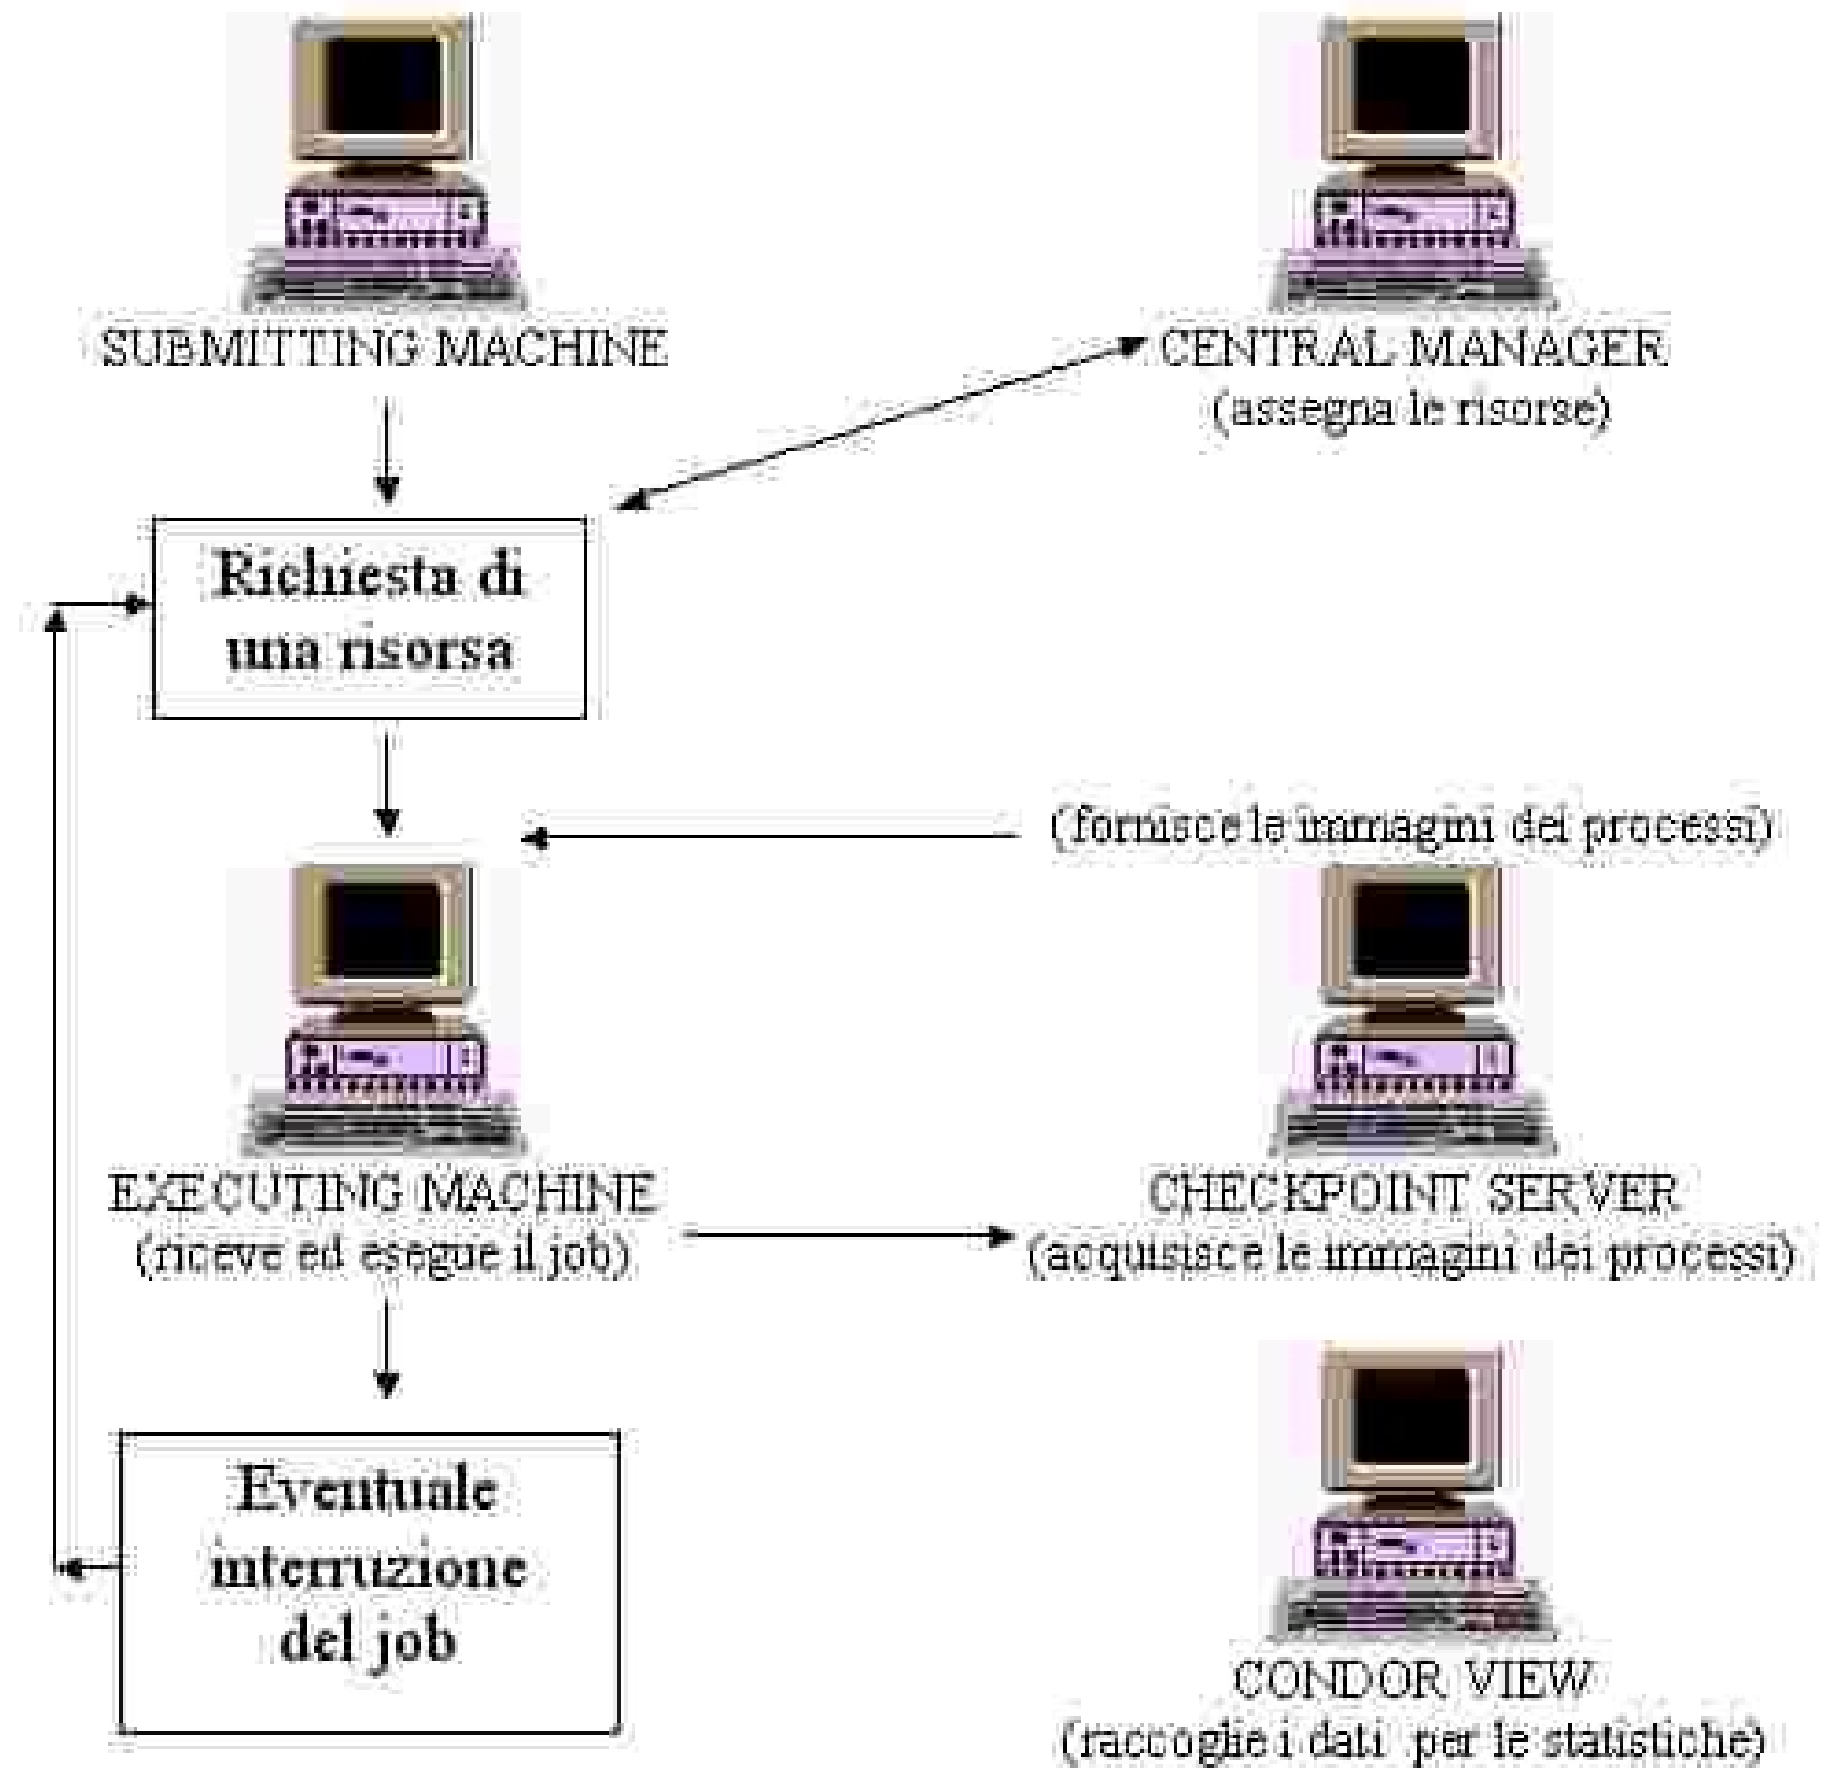 SUBMITTING MACHINE
CENTRAL MANAGER
(assegna le risorse)
Richiesta di
una risorsa
(fornisce le immagini dei processi)
EXECUTING MACHINE
(riceve ed esegue il job)
CHECKPOINT SERVER
(acquisisce le immagini dei processi)
Eventuale
interruzione
del job
CONDOR VIEW
(raccoglie i dati per le statistiche)